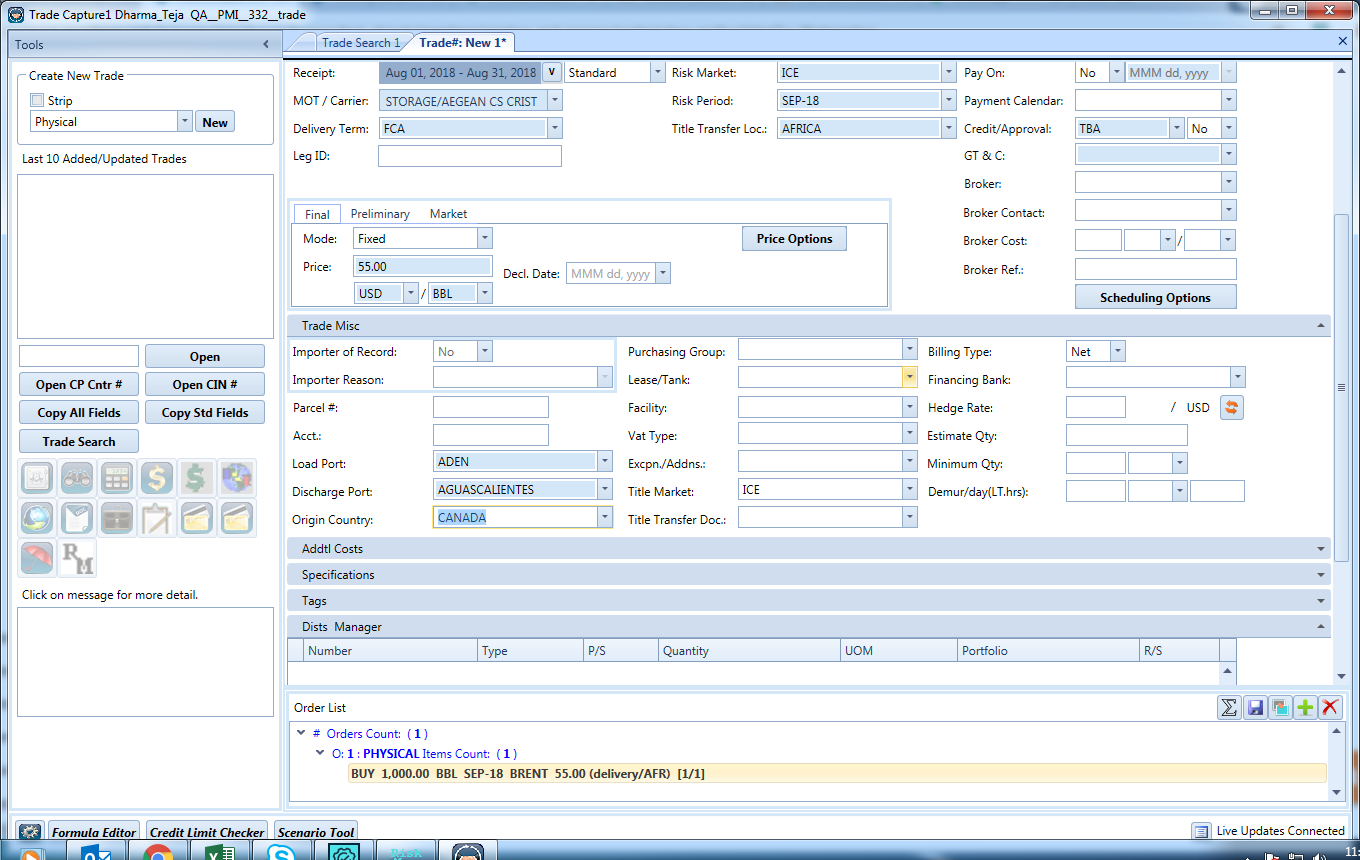 Trade Capture1 Dharma_Teja QA__PMI__332__trade
Tools
Create New Trade
Strip
Physical
New
Last 10 Added/Updated Trades
Open
Open CP Cntr #
Open CIN #
Copy All Fields
Copy Std Fields
Trade Search
RM
Click on message for more detail.
Trade Search 1
Trade#: New 1*
Receipt: Aug 01, 2018 - Aug 31, 2018 V Standard Risk Market: ICE Pay On: No MMM dd, yyyy
MOT / Carrier: STORAGE/AEGEAN CS CRIST Risk Period: SEP-18 Payment Calendar:
Delivery Term: FCA Title Transfer Loc.: AFRICA Credit/Approval: TBA No
Leg ID: GT & C:
Broker:
Final Preliminary Market Broker Contact:
Mode: Fixed Price Options Broker Cost: /
Price: 55.00 Decl. Date: MMM dd, yyyy Broker Ref.:
USD / BBL Scheduling Options
Trade Misc
Importer of Record: No Purchasing Group: Billing Type: Net
Importer Reason: Lease/Tank: Financing Bank:
Parcel #: Facility: Hedge Rate: / USD
Acct.: Vat Type: Estimate Qty:
Load Port: ADEN Excpn./Addns.: Minimum Qty:
Discharge Port: AGUASCALIENTES Title Market: ICE Demur/day(LT.hrs):
Origin Country: CANADA Title Transfer Doc.:
Addtl Costs
Specifications
Tags
Dists Manager
Number Type P/S Quantity UOM Portfolio R/S
Order List
# Orders Count: ( 1 )
O: 1 : PHYSICAL Items Count: ( 1 )
BUY 1,000.00 BBL SEP-18 BRENT 55.00 (delivery/AFR) [1/1]
Formula Editor Credit Limit Checker Scenario Tool Live Updates Connected
Risk